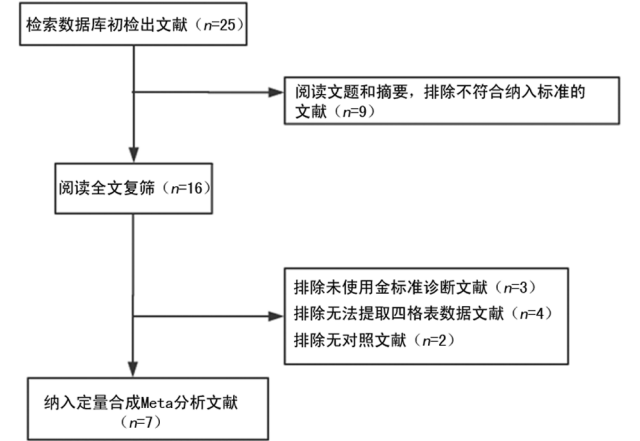 检索数据库初检出文献（n=25）
阅读文题和摘要，排除不符合纳入标准的
文献（n=9）
阅读全文复筛（n=16）
排除未使用金标准诊断文献（n=3）
排除无法提取四格表数据文献（n=4）
排除无对照文献（n=2）
纳入定量合成Meta分析文献
（n=7）